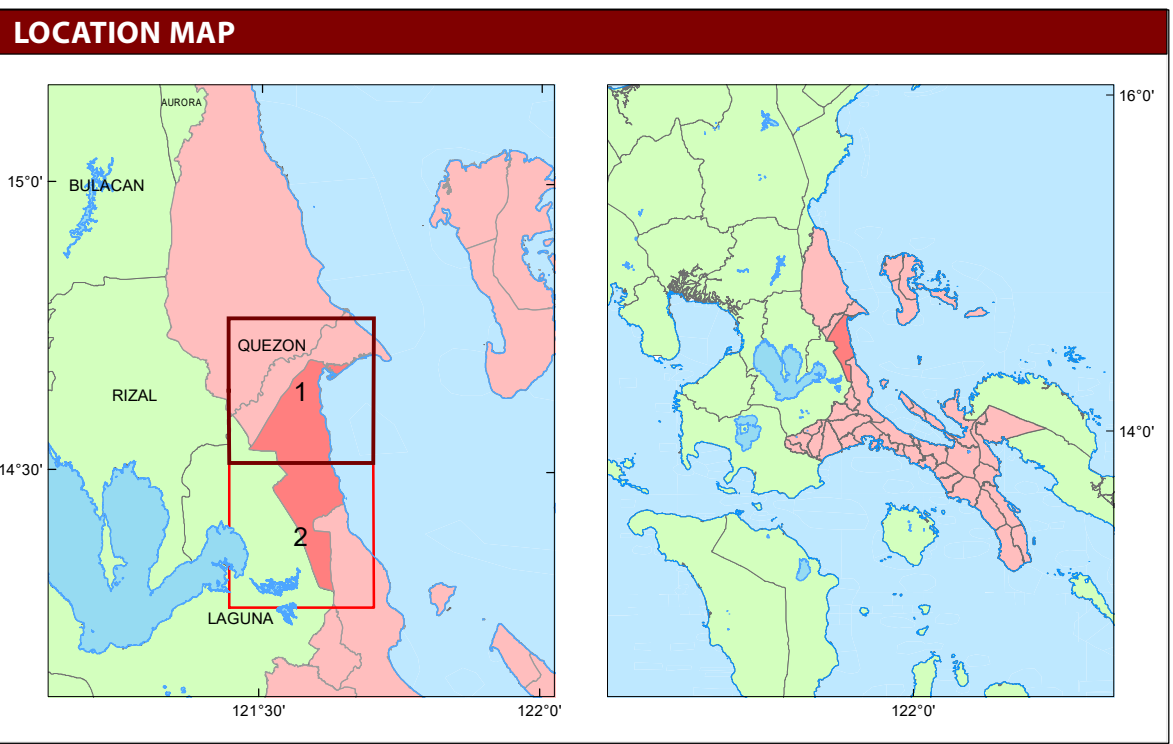 LOCATION MAP
AURORA
16°0'
15°0'
BULACAN
QUEZON
1
RIZAL
14°0'
14°30'
2
LAGUNA
121°30'
122°0'
122°0'